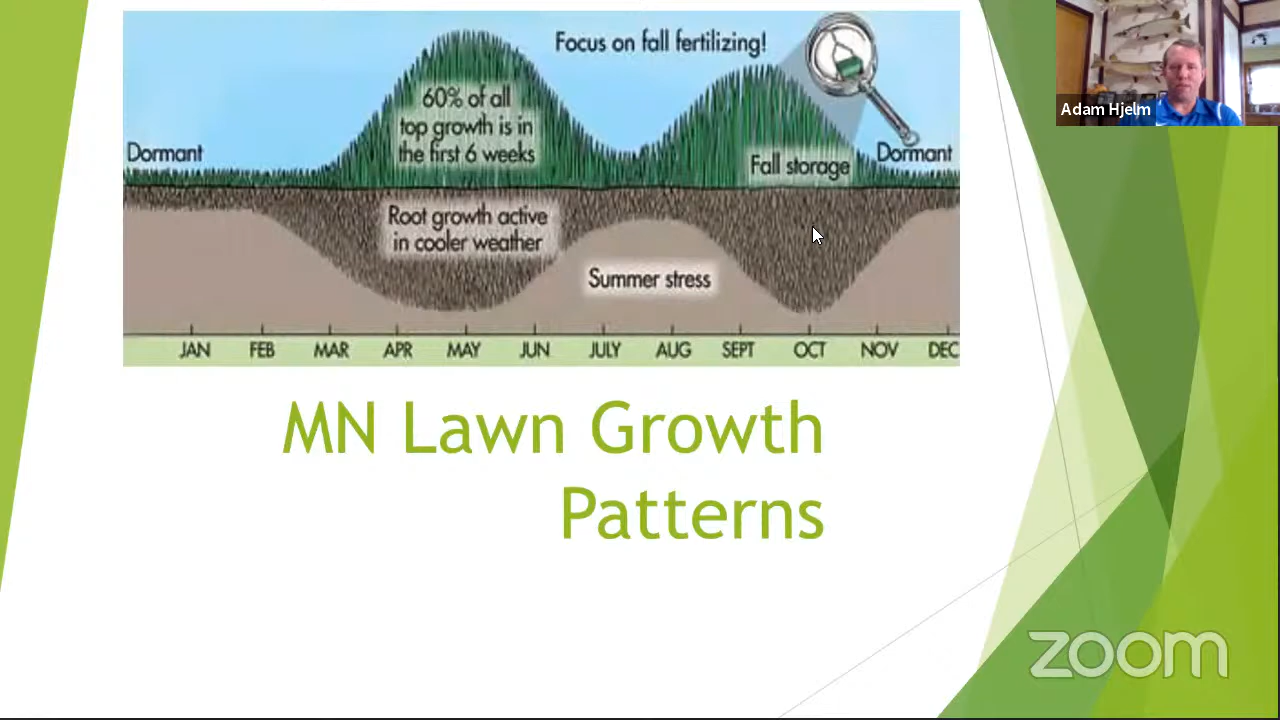 Focus on fall fertilizing!
60% of all
top growth is in
the first 6 weeks
Dormant
Fall storage
Dormant
Root growth active
in cooler weather
Summer stress
JAN FEB MAR APR MAY JUN JULY AUG SEPT OCT NOV DEC
MN Lawn Growth
Patterns
Adam Hjelm
zoom